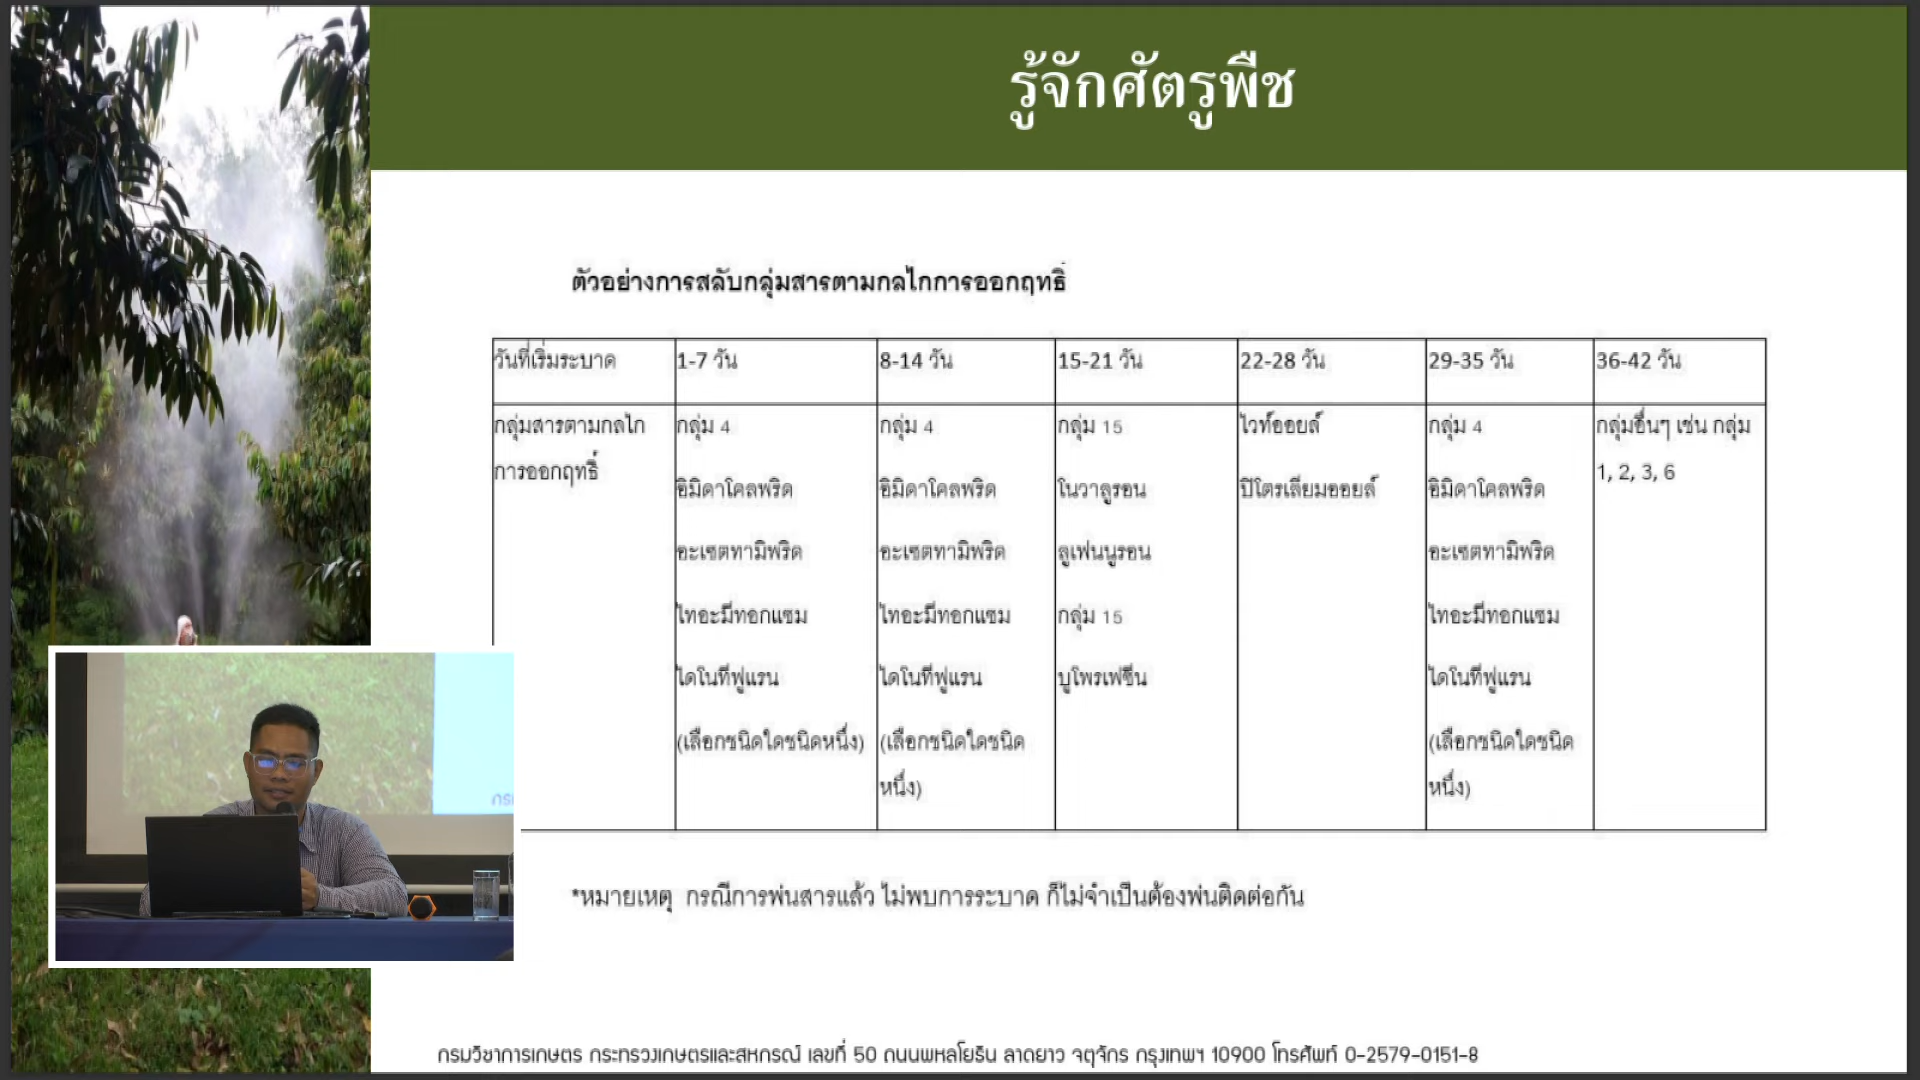 รู้จักศัตรูพืช
ตัวอย่างการสลับกลุ่มสารตามกลไกการออกฤทธิ์
วันที่เริ่มระบาด 1-7 วัน 8-14 วัน 15-21 วัน 22-28 วัน 29-35 วัน 36-42 วัน
กลุ่มสารตามกลไก กลุ่ม 4 กลุ่ม 4 กลุ่ม 15 ไวท์ออยล์ กลุ่ม 4 กลุ่มอื่นๆ เช่น กลุ่ม
การออกฤทธิ์ 1, 2, 3, 6
อิมิดาโคลพริด อิมิดาโคลพริด โนวาลูรอน ปิโตรเลียมออยล์ อิมิดาโคลพริด
อะเซตทามิพริด อะเซตทามิพริด ลูเฟนนูรอน อะเซตทามิพริด
ไทอะมีทอกแซม ไทอะมีทอกแซม กลุ่ม 15 ไทอะมีทอกแซม
ไดโนทีฟูแรน ไดโนทีฟูแรน บูโพรเฟซีน ไดโนทีฟูแรน
(เลือกชนิดใดชนิดหนึ่ง) (เลือกชนิดใดชนิด (เลือกชนิดใดชนิด
หนึ่ง) หนึ่ง)
*หมายเหตุ กรณีการพ่นสารแล้ว ไม่พบการระบาด ก็ไม่จำเป็นต้องพ่นติดต่อกัน
กรมวิชาการเกษตร กระทรวงเกษตรและสหกรณ์ เลขที่ 50 ถนนพหลโยธิน ลาดยาว จตุจักร กรุงเทพฯ 10900 โทรศัพท์ 0-2579-0151-8